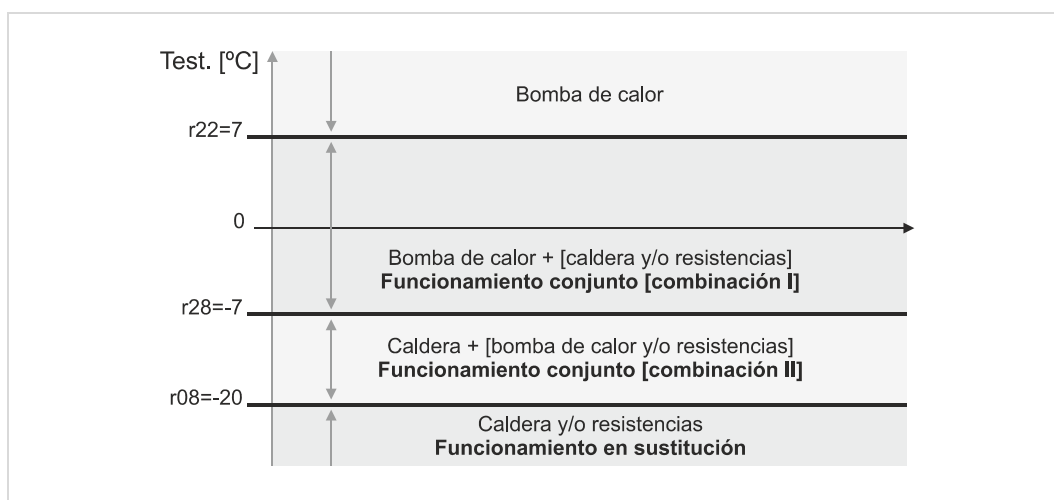 Test. [ºC]
Bomba de calor
r22=7
0
Bomba de calor + [caldera y/o resistencias]
Funcionamiento conjunto [combinación I]
r28=-7
Caldera + [bomba de calor y/o resistencias]
Funcionamiento conjunto [combinación II]
r08=-20
Caldera y/o resistencias
Funcionamiento en sustitución